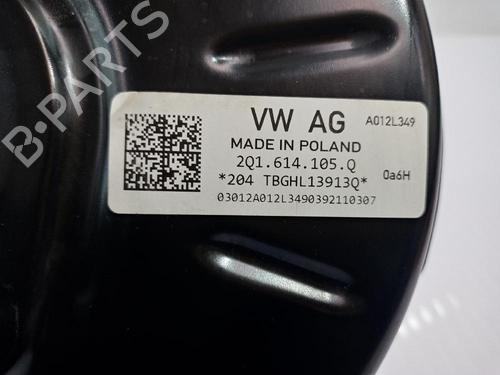 VW AG
A012L349
MADE IN POLAND
2Q1.614.105.Q
*204 TBGHL13913Q*
0a6H
03012A012L3490392110307
B-Parts